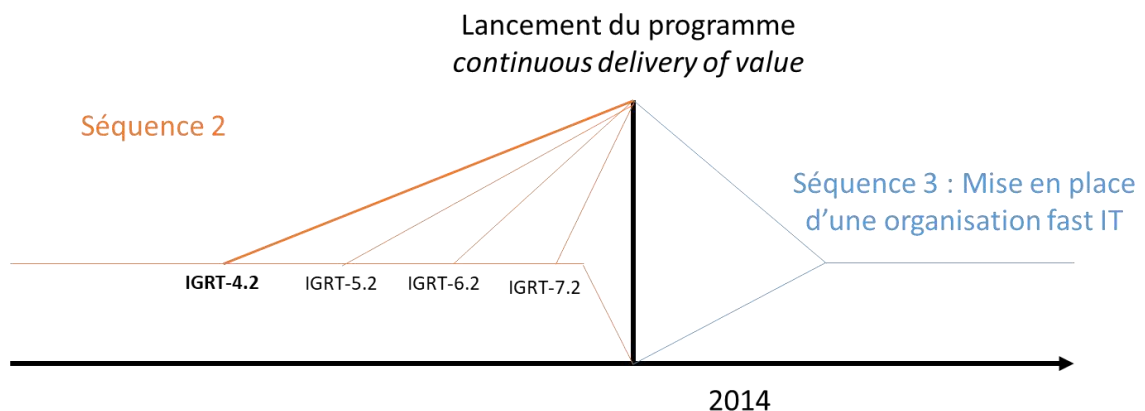 Lancement du programme
continuous delivery of value
Séquence 2
Séquence 3 : Mise en place
d’une organisation fast IT
IGRT-4.2 IGRT-5.2 IGRT-6.2 IGRT-7.2
2014